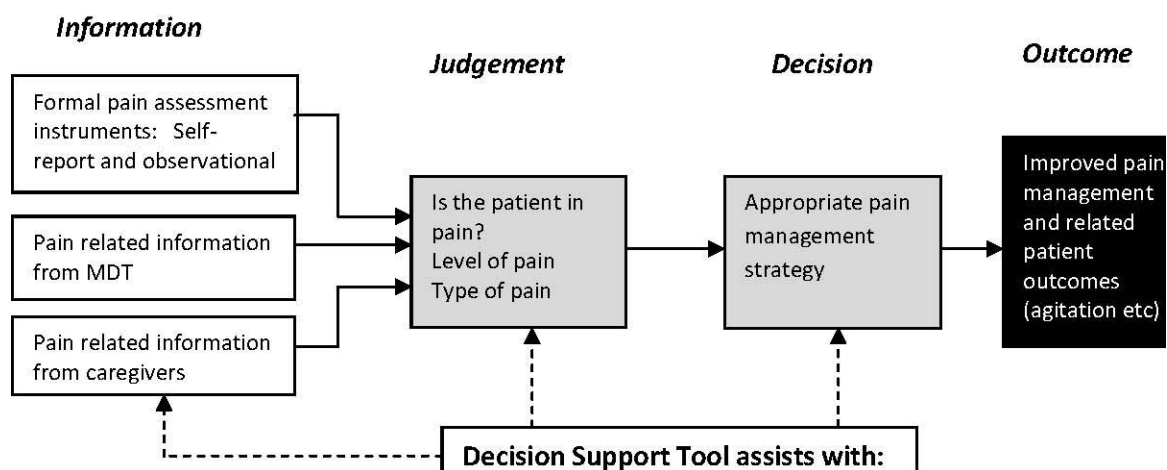 Information
Judgement
Decision
Outcome
Formal pain assessment
instruments: Self-
report and observational
Pain related information
from MDT
Pain related information
from caregivers
Is the patient in
pain?
Level of pain
Type of pain
Appropriate pain
management
strategy
Improved pain
management
and related
patient
outcomes
(agitation etc)
Decision Support Tool assists with: